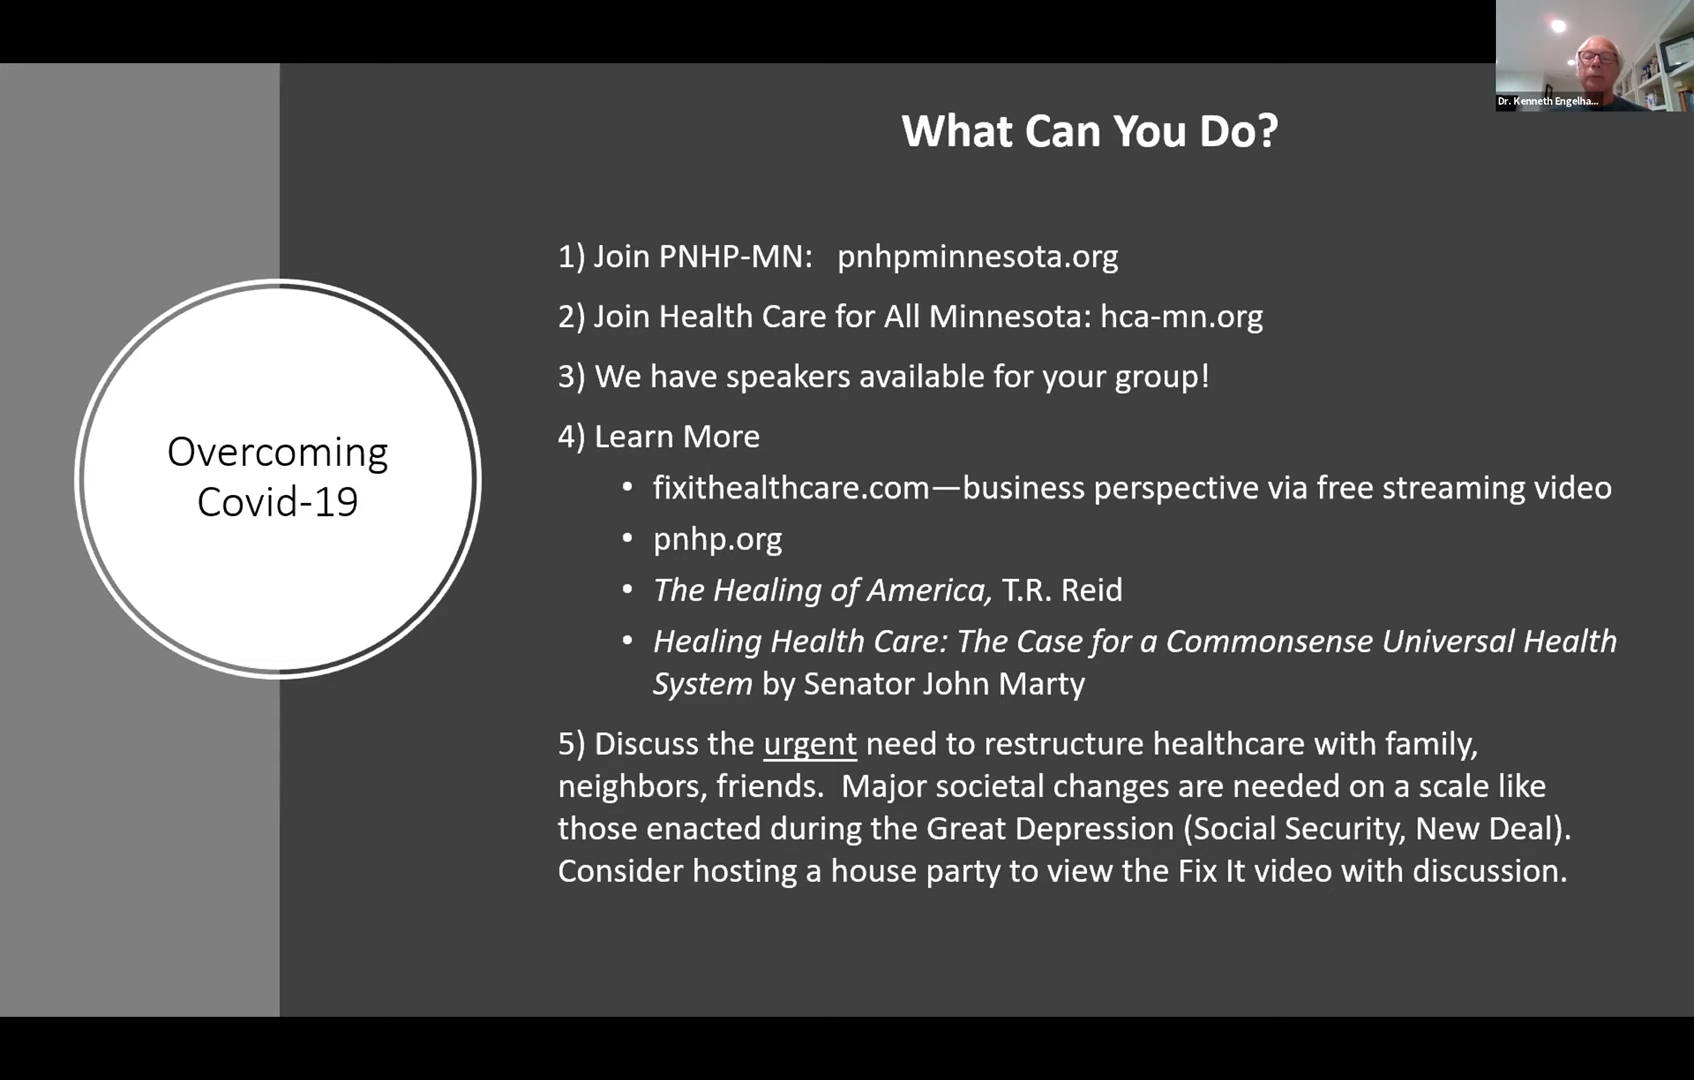 Dr. Kenneth Engelha...
What Can You Do?
Overcoming
Covid-19
1) Join PNHP-MN:   pnhpminnesota.org
2) Join Health Care for All Minnesota: hca-mn.org
3) We have speakers available for your group!
4) Learn More
• fixithealthcare.com—business perspective via free streaming video
• pnhp.org
• The Healing of America, T.R. Reid
• Healing Health Care: The Case for a Commonsense Universal Health
System by Senator John Marty
5) Discuss the urgent need to restructure healthcare with family,
neighbors, friends.  Major societal changes are needed on a scale like
those enacted during the Great Depression (Social Security, New Deal).
Consider hosting a house party to view the Fix It video with discussion.